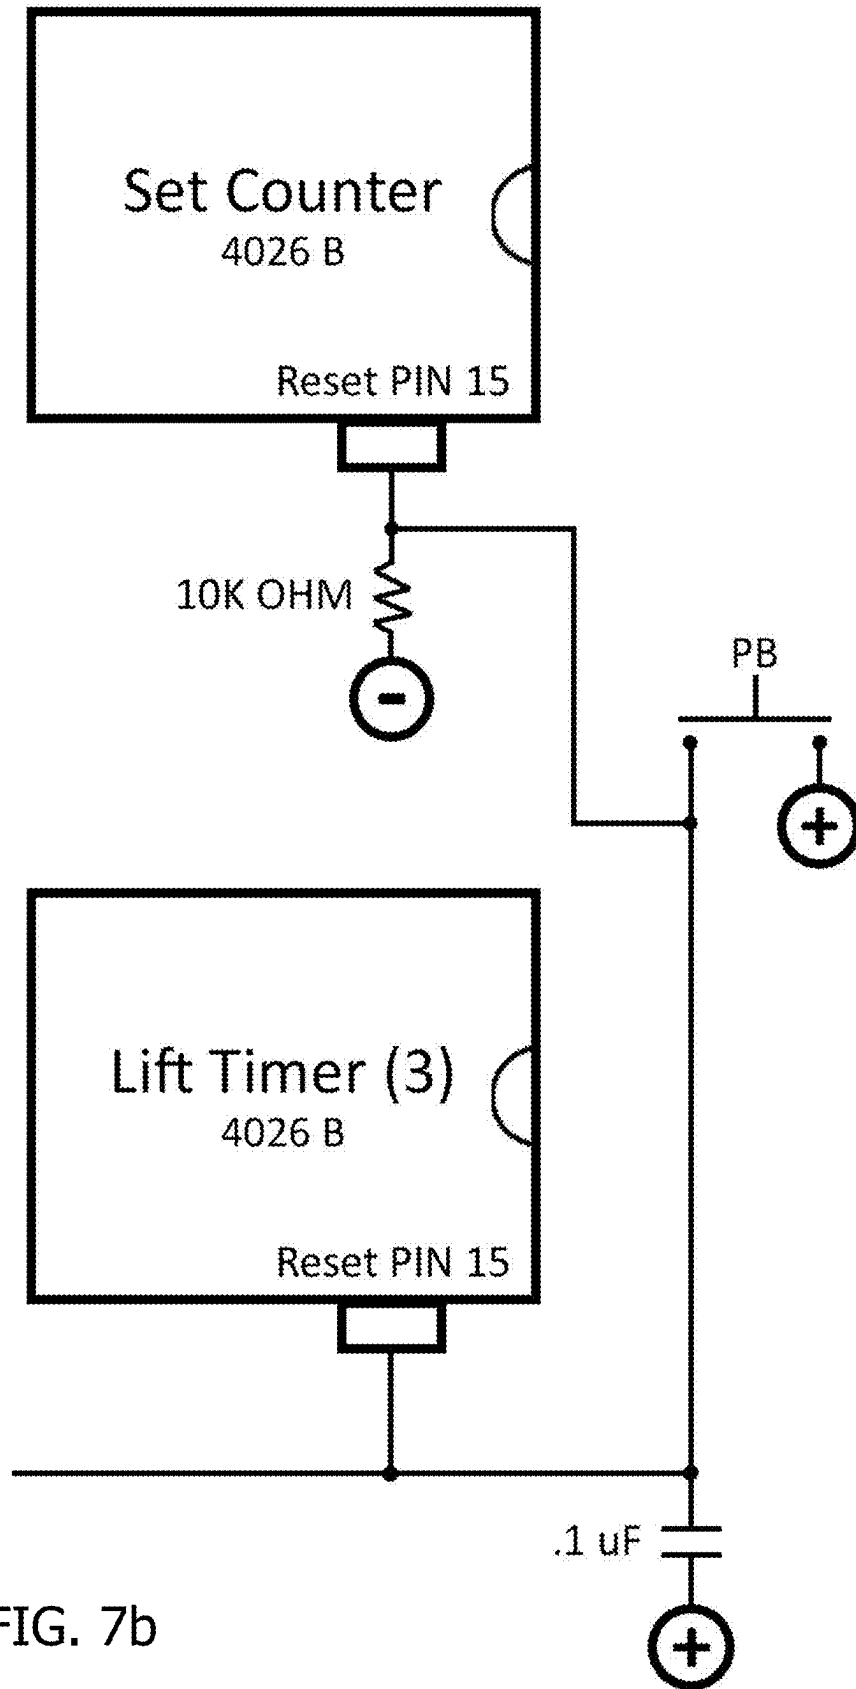 Set Counter
4026 B
Reset PIN 15
10K OHM
-
PB
+
Lift Timer (3)
4026 B
Reset PIN 15
.1 uF
+
FIG. 7b